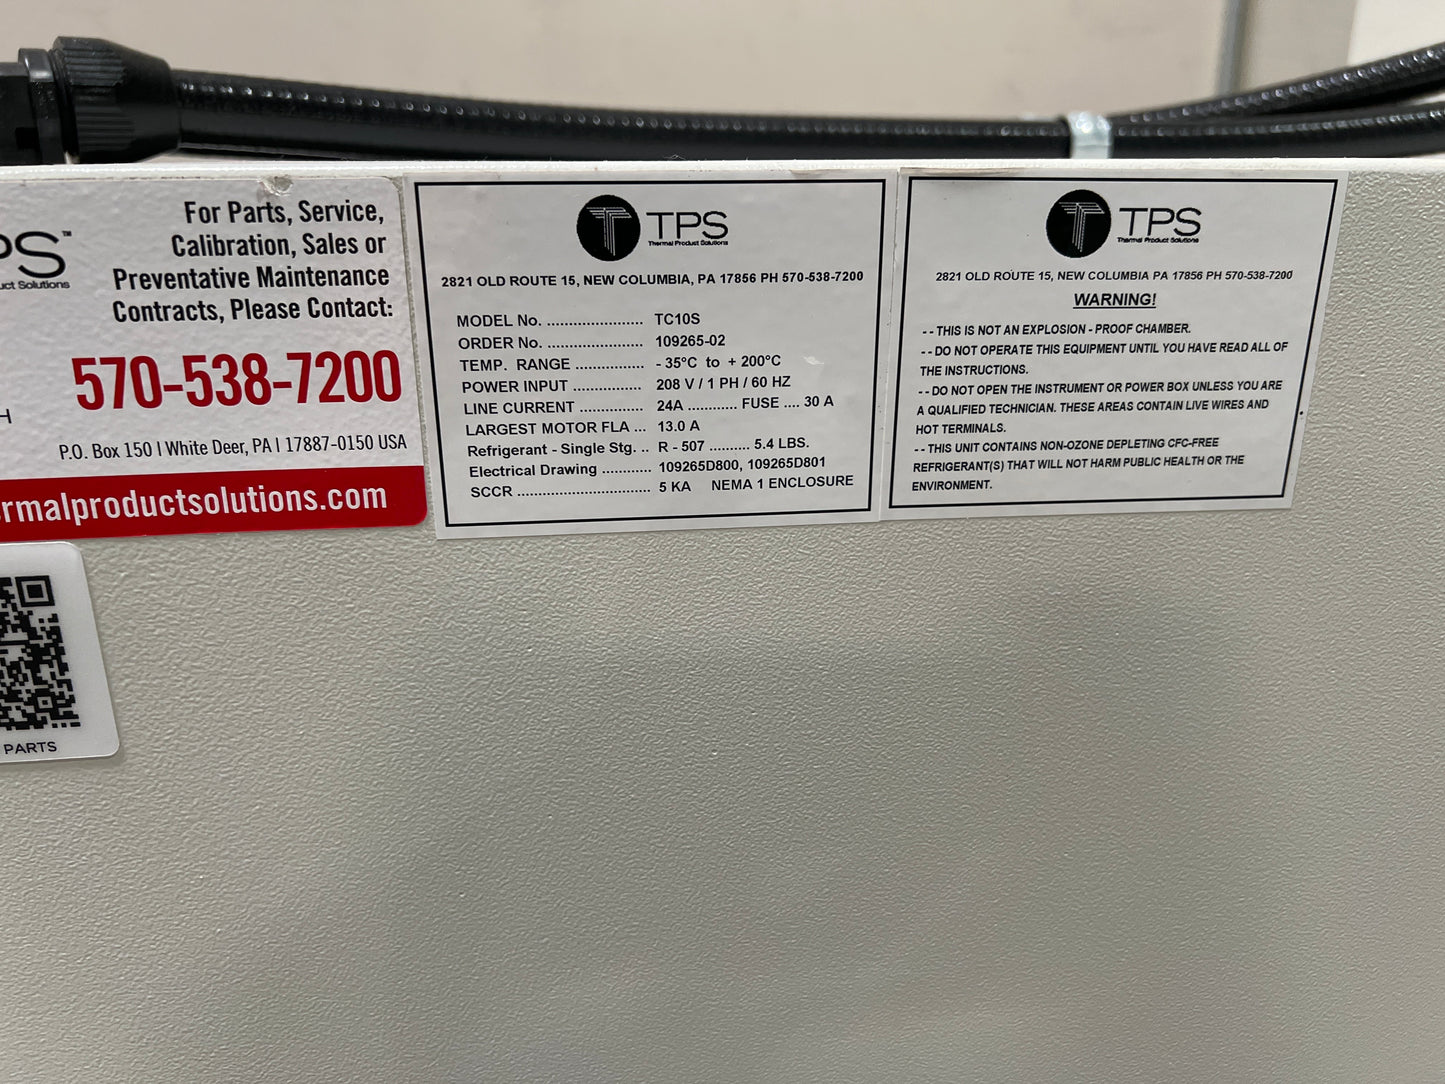 PS™
uct Solutions
For Parts, Service,
Calibration, Sales or
Preventative Maintenance
Contracts, Please Contact:
570-538-7200
H
P.O. Box 150 | White Deer, PA | 17887-0150 USA
rmalproductsolutions.com
PARTS
TPS
Thermal Product Solutions
2821 OLD ROUTE 15, NEW COLUMBIA, PA 17856 PH 570-538-7200
MODEL No. ...................... TC10S
ORDER No. ...................... 109265-02
TEMP. RANGE ................ - 35°C to + 200°C
POWER INPUT ................ 208 V / 1 PH / 60 HZ
LINE CURRENT ............... 24A ............ FUSE .... 30 A
LARGEST MOTOR FLA ... 13.0 A
Refrigerant - Single Stg. .. R - 507 .......... 5.4 LBS.
Electrical Drawing ............ 109265D800, 109265D801
SCCR ............................... 5 KA NEMA 1 ENCLOSURE
TPS
Thermal Product Solutions
2821 OLD ROUTE 15, NEW COLUMBIA PA 17856 PH 570-538-7200
WARNING!
- - THIS IS NOT AN EXPLOSION - PROOF CHAMBER.
- - DO NOT OPERATE THIS EQUIPMENT UNTIL YOU HAVE READ ALL OF
THE INSTRUCTIONS.
- - DO NOT OPEN THE INSTRUMENT OR POWER BOX UNLESS YOU ARE
A QUALIFIED TECHNICIAN. THESE AREAS CONTAIN LIVE WIRES AND
HOT TERMINALS.
- - THIS UNIT CONTAINS NON-OZONE DEPLETING CFC-FREE
REFRIGERANT(S) THAT WILL NOT HARM PUBLIC HEALTH OR THE
ENVIRONMENT.